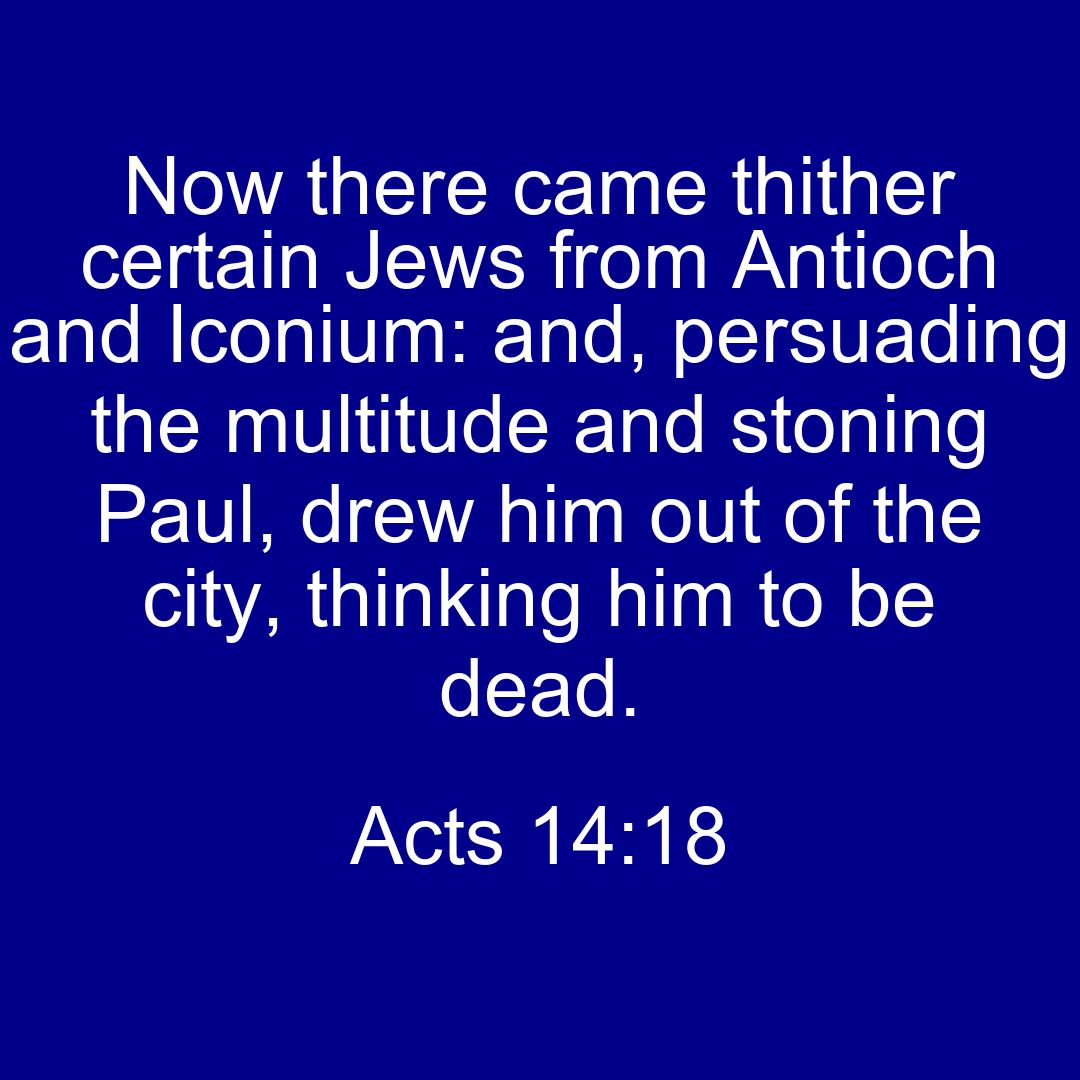 Now there came thither
certain Jews from Antioch
and Iconium: and, persuading
the multitude and stoning
Paul, drew him out of the
city, thinking him to be
dead.
Acts 14:18